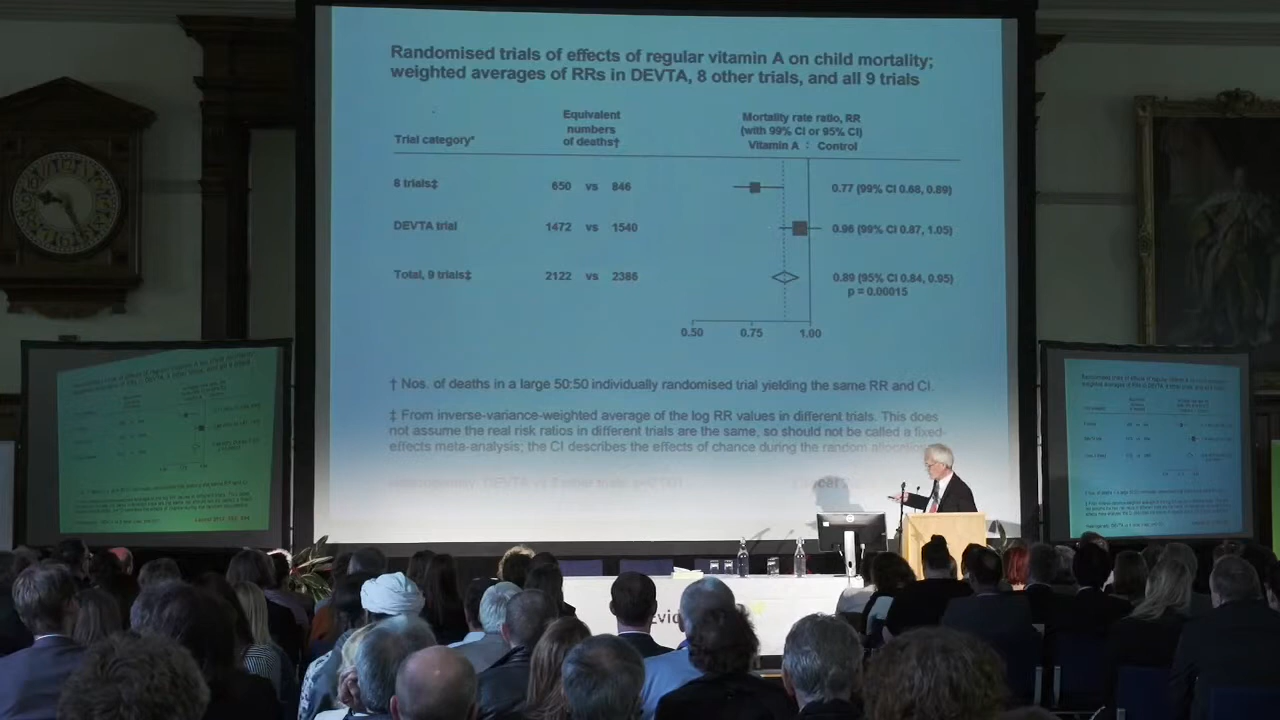 Randomised trials of effects of regular vitamin A on child mortality;
weighted averages of RRs in DEVTA, 8 other trials, and all 9 trials
Trial category*
Equivalent
numbers
of deaths†
Mortality rate ratio, RR
(with 99% CI or 95% CI)
Vitamin A : Control
8 trials‡ 650 vs 846 0.77 (99% CI 0.68, 0.89)
DEVTA trial 1472 vs 1540 0.96 (99% CI 0.87, 1.05)
Total, 9 trials‡ 2122 vs 2386 0.89 (95% CI 0.84, 0.95)
p = 0.00015
0.50 0.75 1.00
† Nos. of deaths in a large 50:50 individually randomised trial yielding the same RR and CI.
‡ From inverse-variance-weighted average of the log RR values in different trials. This does
not assume the real risk ratios in different trials are the same, so should not be called a fixed-
effects meta-analysis; the CI describes the effects of chance during the random allocation